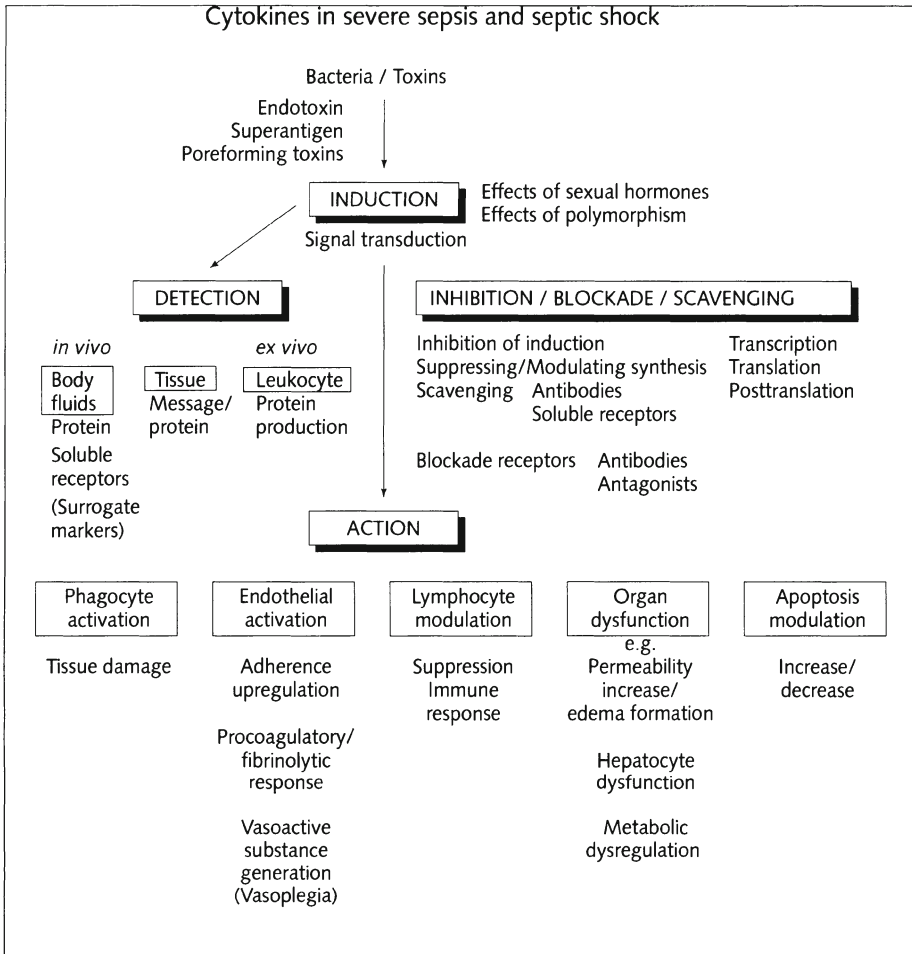 Cytokines in severe sepsis and septic shock
Bacteria / Toxins
Endotoxin
Superantigen
Poreforming toxins
INDUCTION
Effects of sexual hormones
Effects of polymorphism
Signal transduction
DETECTION
in vivo
ex vivo
Body
fluids
Protein
Soluble
receptors
(Surrogate
markers)
Tissue
Message/
protein
Leukocyte
Protein
production
INHIBITION / BLOCKADE / SCAVENGING
Inhibition of induction
Transcription
Suppressing/Modulating synthesis
Translation
Scavenging
Antibodies
Posttranslation
Soluble receptors
Blockade receptors
Antibodies
Antagonists
ACTION
Phagocyte
activation
Tissue damage
Endothelial
activation
Adherence
upregulation
Procoagulatory/
fibrinolytic
response
Vasoactive
substance
generation
(Vasoplegia)
Lymphocyte
modulation
Suppression
Immune
response
Organ
dysfunction
e.g.
Permeability
increase/
edema formation
Hepatocyte
dysfunction
Metabolic
dysregulation
Apoptosis
modulation
Increase/
decrease